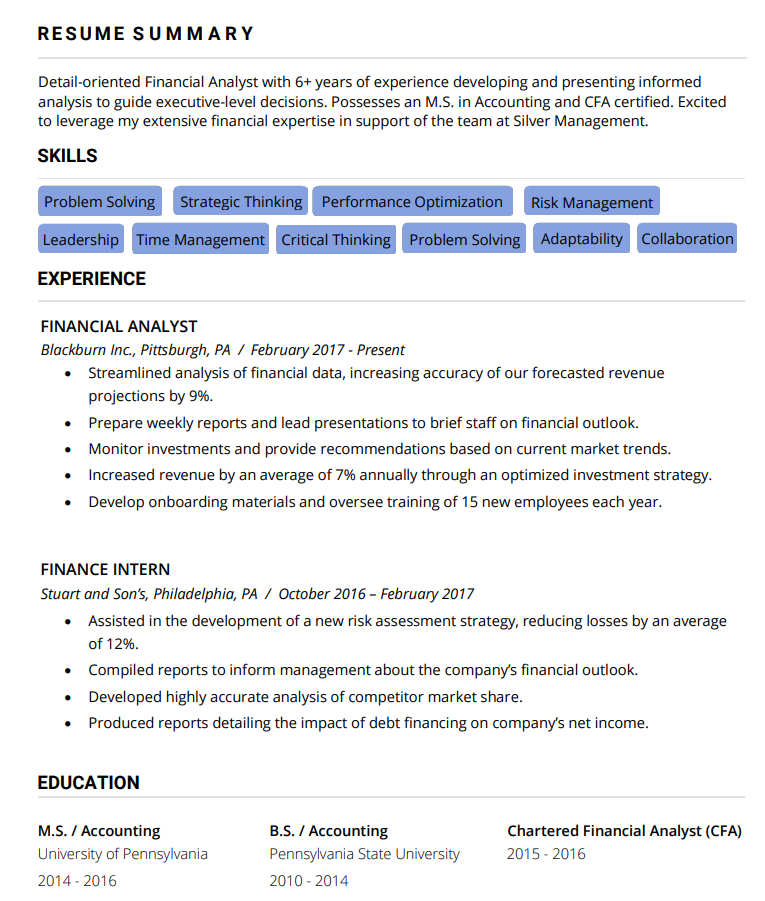 RESUME SUMMARY
Detail-oriented Financial Analyst with 6+ years of experience developing and presenting informed
analysis to guide executive-level decisions. Possesses an M.S. in Accounting and CFA certified. Excited
to leverage my extensive financial expertise in support of the team at Silver Management.
SKILLS
Problem Solving Strategic Thinking Performance Optimization Risk Management
Leadership Time Management Critical Thinking Problem Solving Adaptability Collaboration
EXPERIENCE
FINANCIAL ANALYST
Blackburn Inc., Pittsburgh, PA / February 2017 - Present
• Streamlined analysis of financial data, increasing accuracy of our forecasted revenue
projections by 9%.
• Prepare weekly reports and lead presentations to brief staff on financial outlook.
• Monitor investments and provide recommendations based on current market trends.
• Increased revenue by an average of 7% annually through an optimized investment strategy.
• Develop onboarding materials and oversee training of 15 new employees each year.
FINANCE INTERN
Stuart and Son’s, Philadelphia, PA / October 2016 – February 2017
• Assisted in the development of a new risk assessment strategy, reducing losses by an average
of 12%.
• Compiled reports to inform management about the company’s financial outlook.
• Developed highly accurate analysis of competitor market share.
• Produced reports detailing the impact of debt financing on company’s net income.
EDUCATION
M.S. / Accounting B.S. / Accounting Chartered Financial Analyst (CFA)
University of Pennsylvania Pennsylvania State University 2015 - 2016
2014 - 2016 2010 - 2014